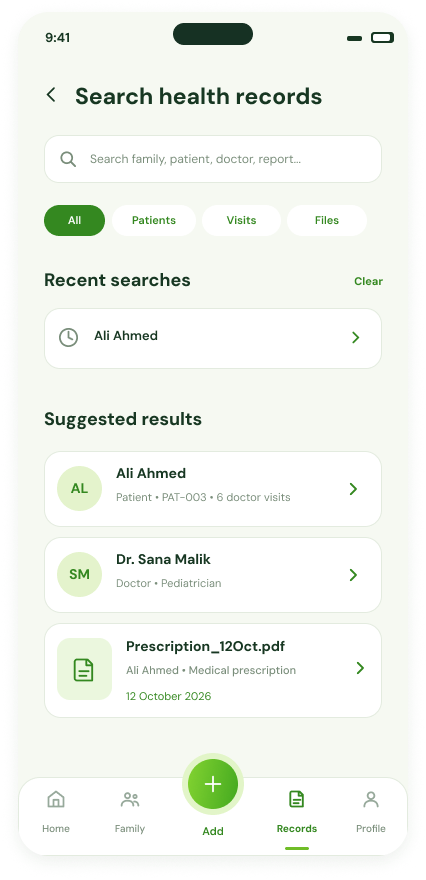 9:41
Search health records
Search family, patient, doctor, report...
All
Patients
Visits
Files
Recent searches
Clear
Ali Ahmed
Suggested results
AL
Ali Ahmed
Patient • PAT-003 • 6 doctor visits
SM
Dr. Sana Malik
Doctor • Pediatrician
Prescription_12Oct.pdf
Ali Ahmed • Medical prescription
12 October 2026
Home
Family
Add
Records
Profile